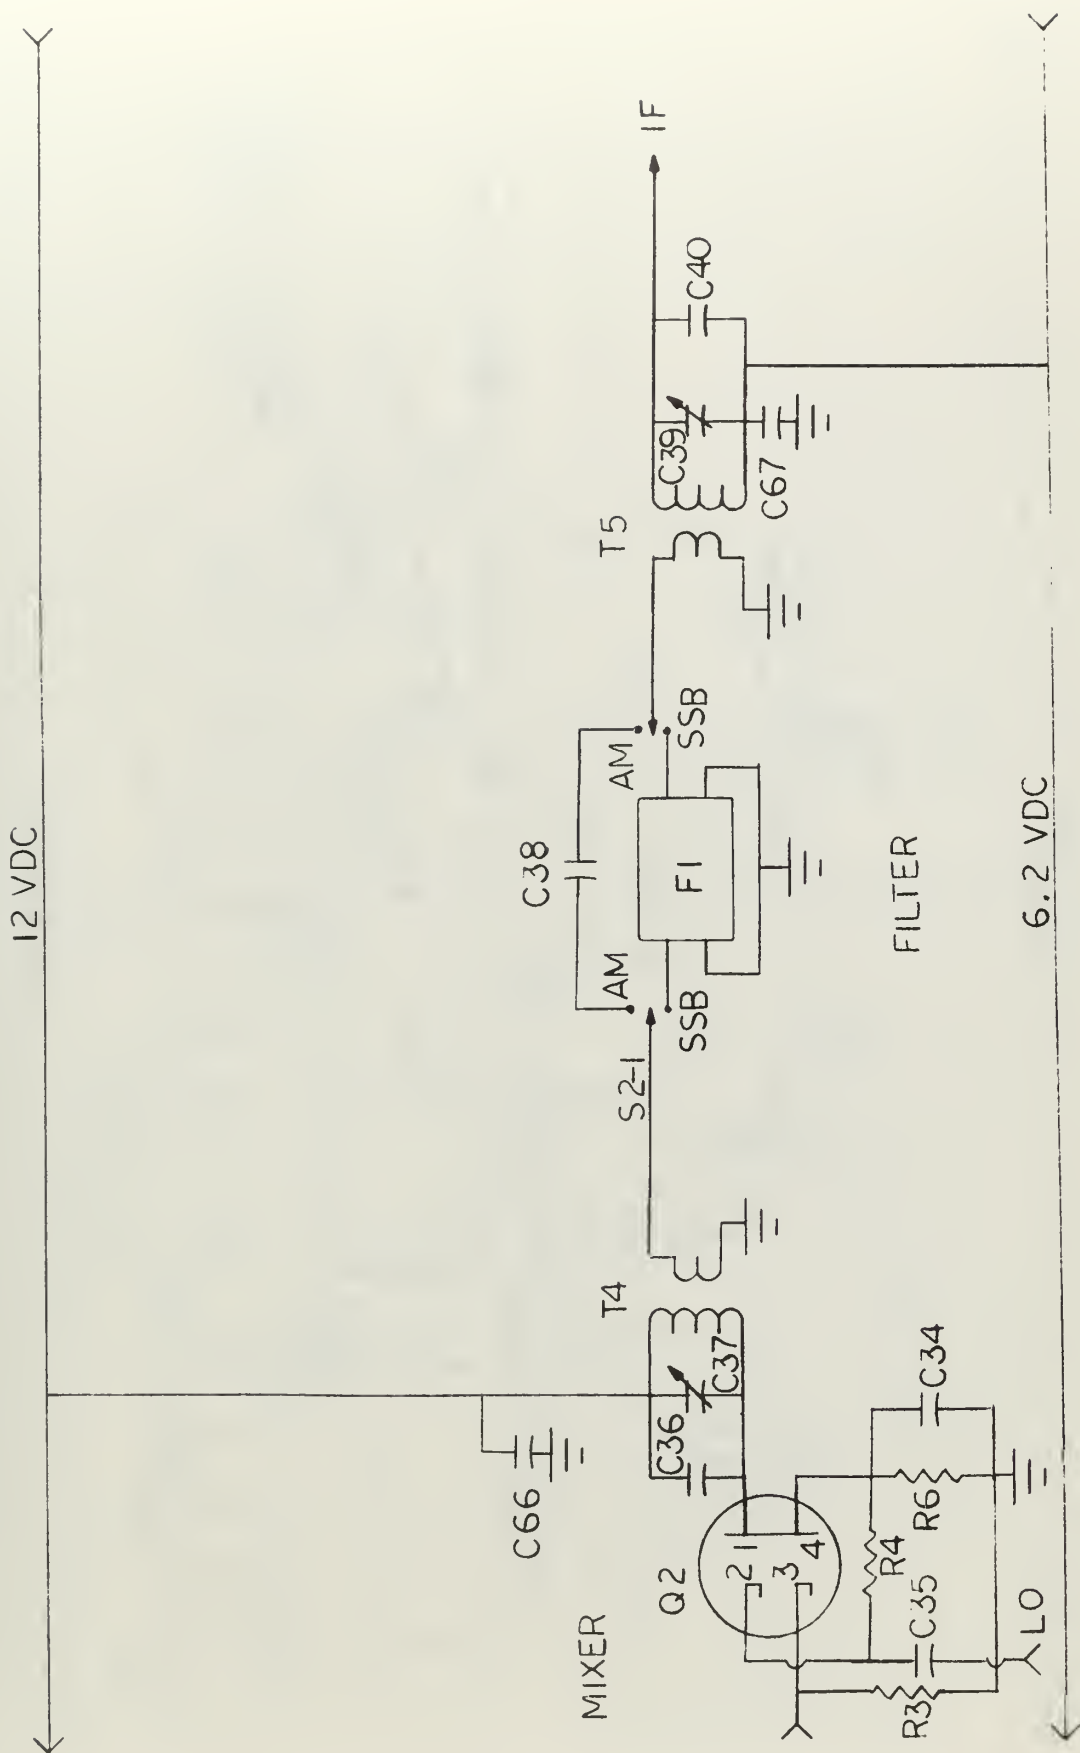 12 VDC
C66
MIXER
Q2
2
1
3
4
C36
C37
T4
S2-1
AM
SSB
C38
F1
AM
SSB
T5
C39
C67
C40
IF
R3
C35
LO
R4
R6
C34
FILTER
6.2 VDC